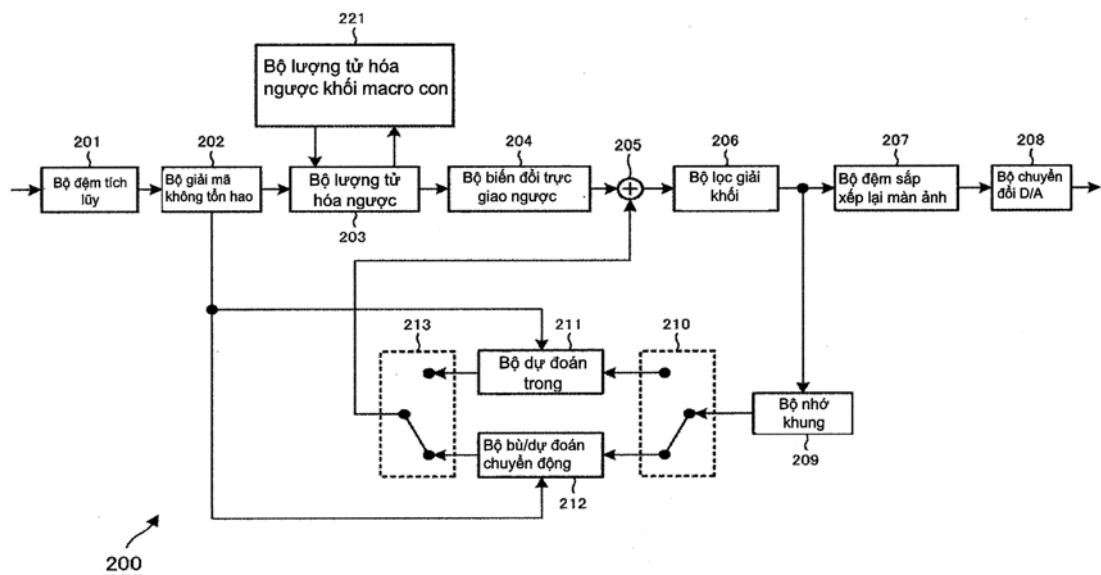 221
Bộ lượng tử hóa
ngược khối macro con
201
Bộ đệm tích
lũy
202
Bộ giải mã
không tổn hao
Bộ lượng tử
hóa ngược
203
204
Bộ biến đổi trực
giao ngược
205
206
Bộ lọc giải
khối
207
Bộ đệm sắp
xếp lại màn ảnh
208
Bộ chuyển
đổi D/A
213
211
Bộ dự đoán
trong
210
Bộ nhớ
khung
209
Bộ bù/dự đoán
chuyển động
212
200